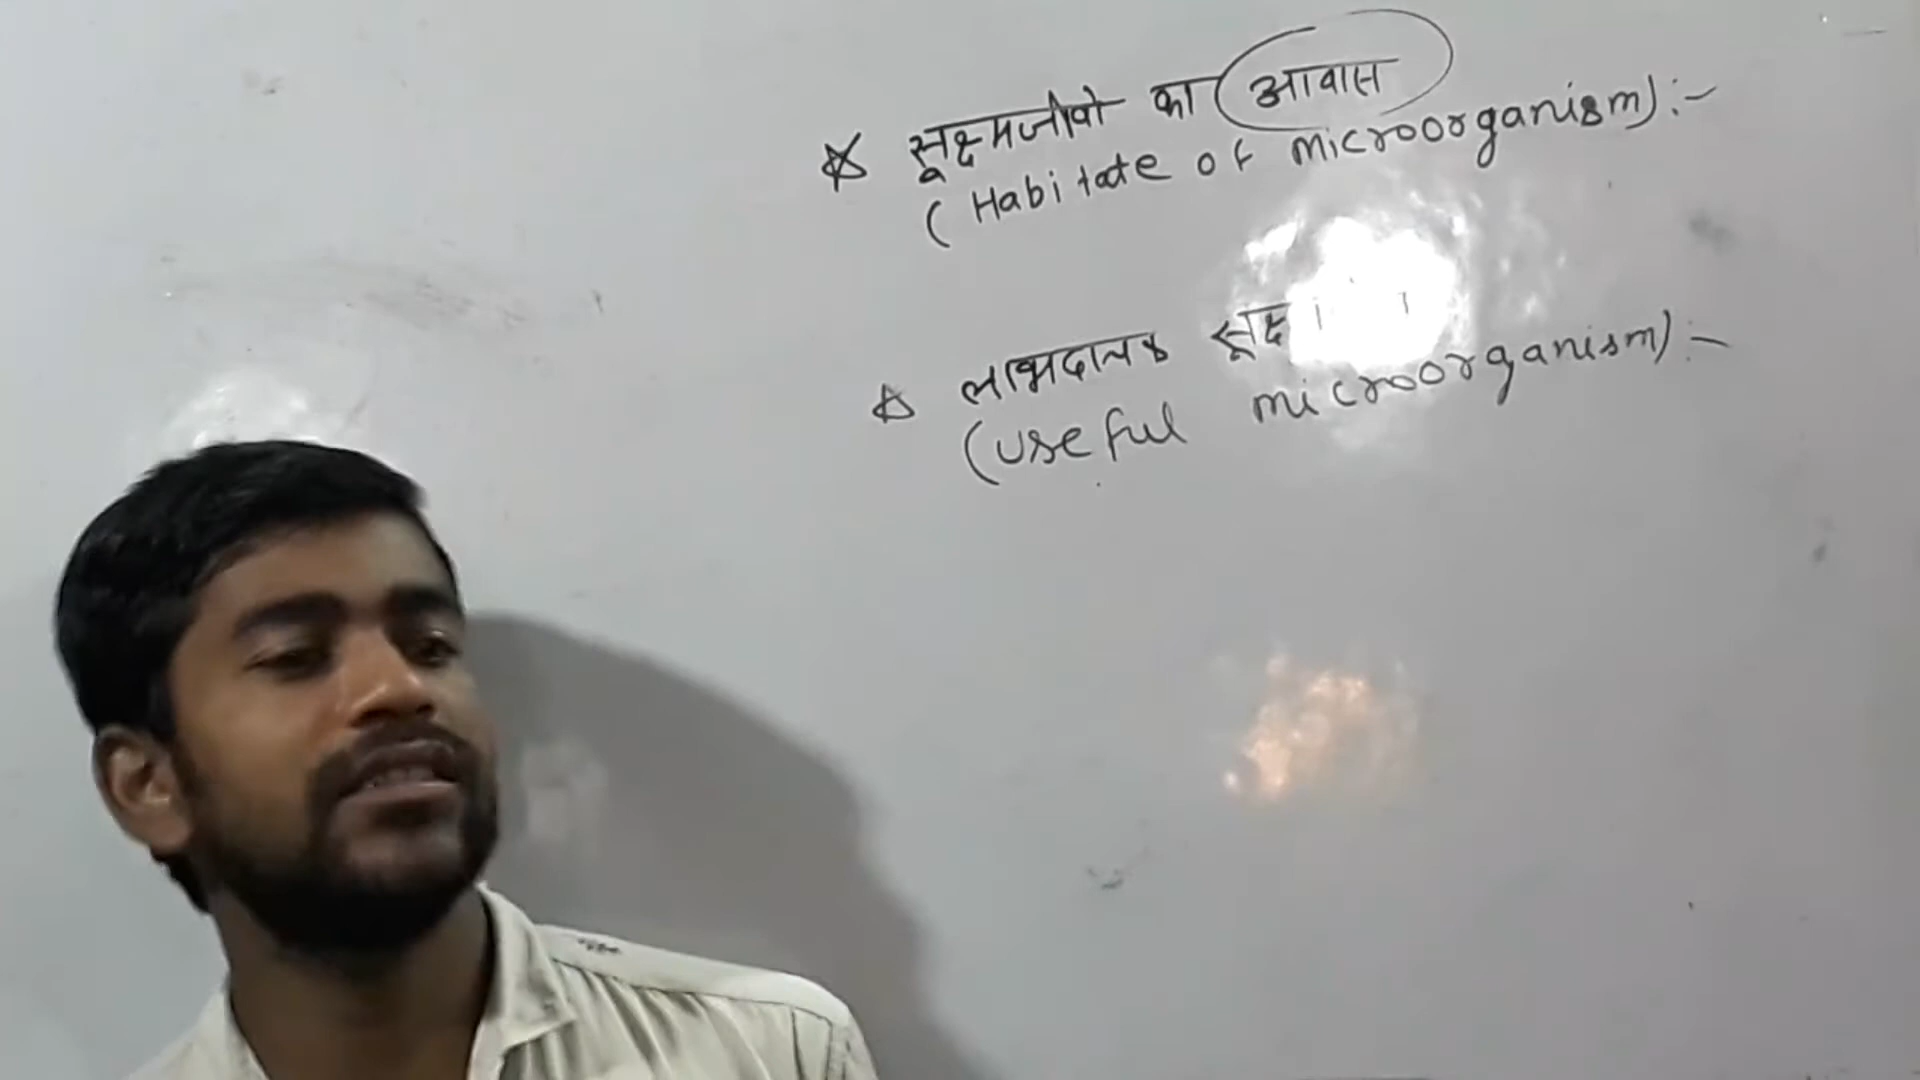 ☆ सूक्ष्मजीवो का आवास
(Habitate of microorganism):-
☆ लाभदायक
(useful microorganism):-